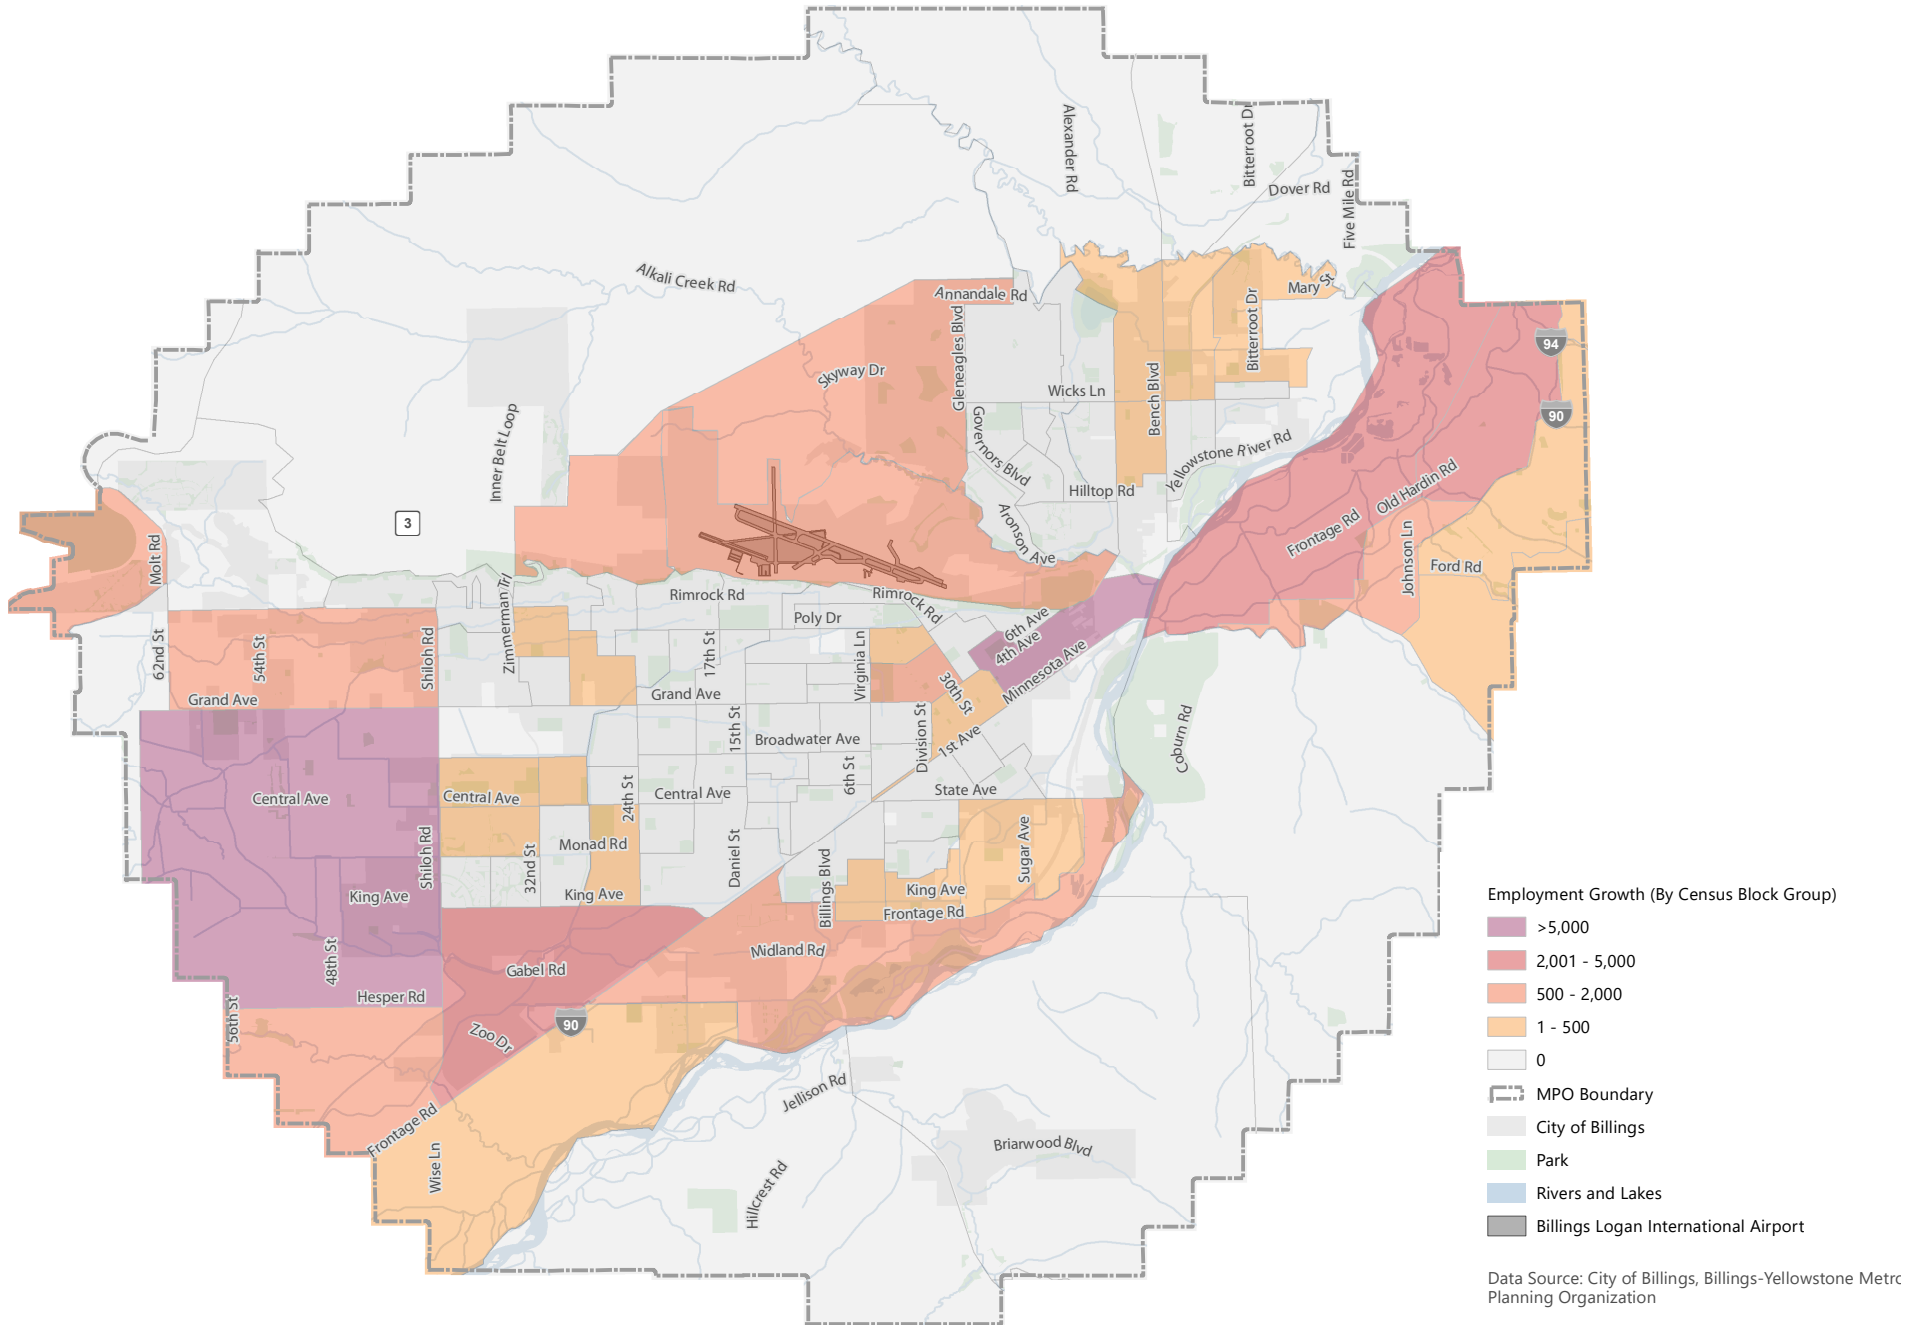 Alexander Rd
Bitterroot Dr
Dover Rd
Five Mile Rd
Alkali Creek Rd
Annandale Rd
Mary St
Bitterroot Dr
Gleneagles Blvd
Skyway Dr
Wicks Ln
Bench Blvd
94
90
Inner Belt Loop
Governors Blvd
Yellowstone River Rd
Hilltop Rd
Old Hardin Rd
Frontage Rd
3
Aronson Ave
Johnson Ln
Ford Rd
Molt Rd
Zimmerman Trl
Rimrock Rd
Rimrock Rd
Poly Dr
6th Ave
4th Ave
Minnesota Ave
62nd St
54th St
Shiloh Rd
17th St
Virginia Ln
30th St
Grand Ave
Grand Ave
15th St
Broadwater Ave
Division St
1st Ave
Coburn Rd
Central Ave
Central Ave
24th St
Central Ave
6th St
State Ave
Shiloh Rd
32nd St
Monad Rd
Daniel St
Billings Blvd
Sugar Ave
King Ave
King Ave
King Ave
Frontage Rd
48th St
Gabel Rd
Midland Rd
Hesper Rd
56th St
Zoo Dr
90
Frontage Rd
Wise Ln
Jellison Rd
Briarwood Blvd
Hillcrest Rd
Employment Growth (By Census Block Group)
>5,000
2,001 - 5,000
500 - 2,000
1 - 500
0
MPO Boundary
City of Billings
Park
Rivers and Lakes
Billings Logan International Airport
Data Source: City of Billings, Billings-Yellowstone Metro
Planning Organization